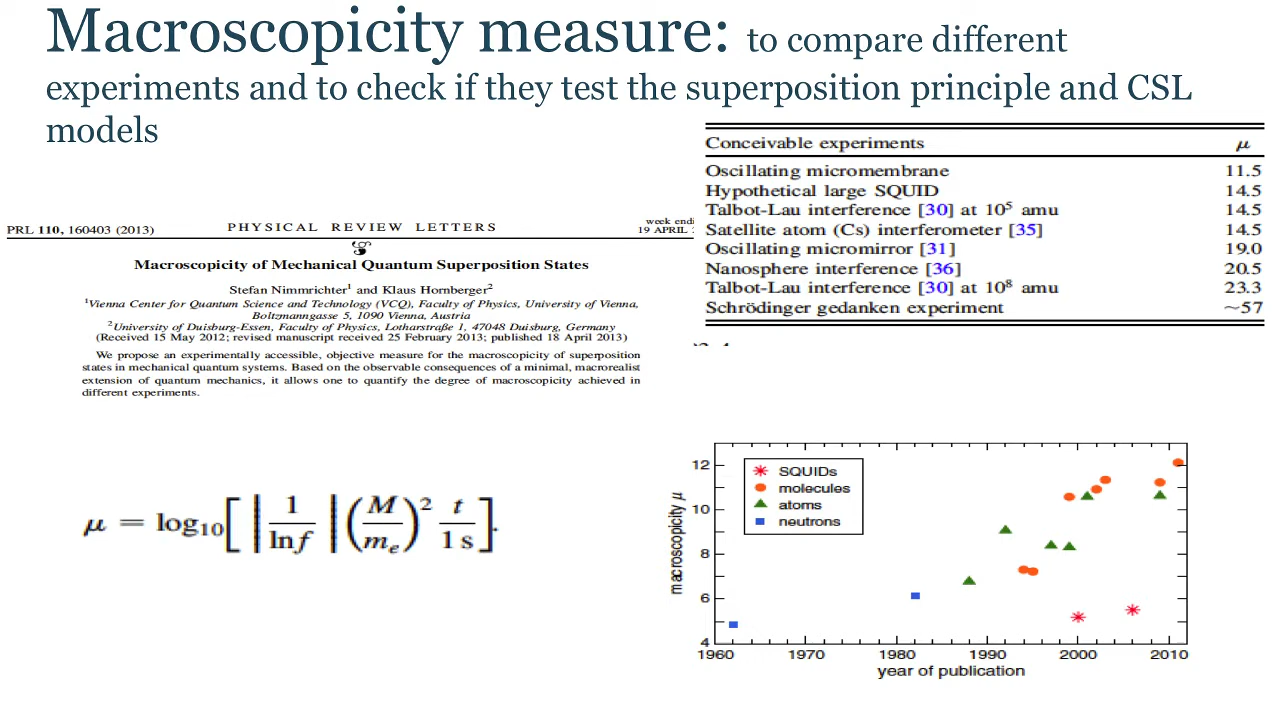 Macroscopicity measure: to compare different
experiments and to check if they test the superposition principle and CSL
models
Conceivable experiments μ
Oscillating micromembrane 11.5
Hypothetical large SQUID 14.5
Talbot-Lau interference [30] at 10⁵ amu 14.5
Satellite atom (Cs) interferometer [35] 14.5
Oscillating micromirror [31] 19.0
Nanosphere interference [36] 20.5
Talbot-Lau interference [30] at 10⁸ amu 23.3
Schrödinger gedanken experiment ~57
week endi
PRL 110, 160403 (2013) PHYSICAL REVIEW LETTERS 19 APRIL
Macroscopicity of Mechanical Quantum Superposition States
Stefan Nimmrichter¹ and Klaus Hornberger²
¹Vienna Center for Quantum Science and Technology (VCQ), Faculty of Physics, University of Vienna,
Boltzmanngasse 5, 1090 Vienna, Austria
²University of Duisburg-Essen, Faculty of Physics, Lotharstraße 1, 47048 Duisburg, Germany
(Received 15 May 2012; revised manuscript received 25 February 2013; published 18 April 2013)
We propose an experimentally accessible, objective measure for the macroscopicity of superposition
states in mechanical quantum systems. Based on the observable consequences of a minimal, macrorealist
extension of quantum mechanics, it allows one to quantify the degree of macroscopicity achieved in
different experiments.
μ = log₁₀[|1/ln f|(M/mₑ)² t/1 s].
SQUIDs
molecules
atoms
neutrons
macroscopicity μ
12
10
8
6
4
1960 1970 1980 1990 2000 2010
year of publication